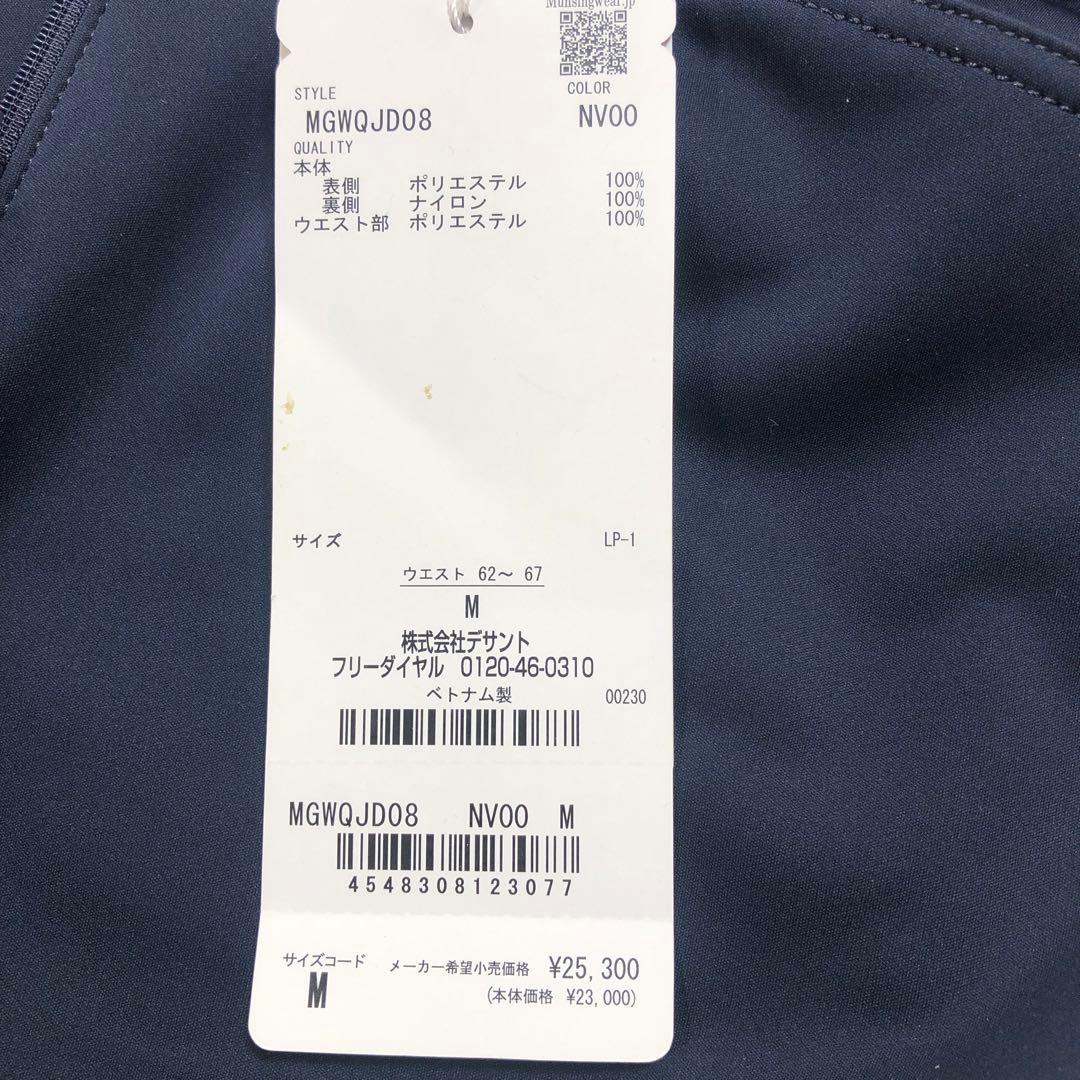 Munsingwear.jp
STYLE COLOR
MGWQJD08 NV00
QUALITY
本体
表側 ポリエステル 100%
裏側 ナイロン 100%
ウエスト部 ポリエステル 100%
サイズ LP-1
ウエスト 62～ 67
M
株式会社デサント
フリーダイヤル 0120-46-0310
ベトナム製 00230
MGWQJD08 NV00 M
4548308123077
サイズコード メーカー希望小売価格 ¥25,300
M (本体価格 ¥23,000)